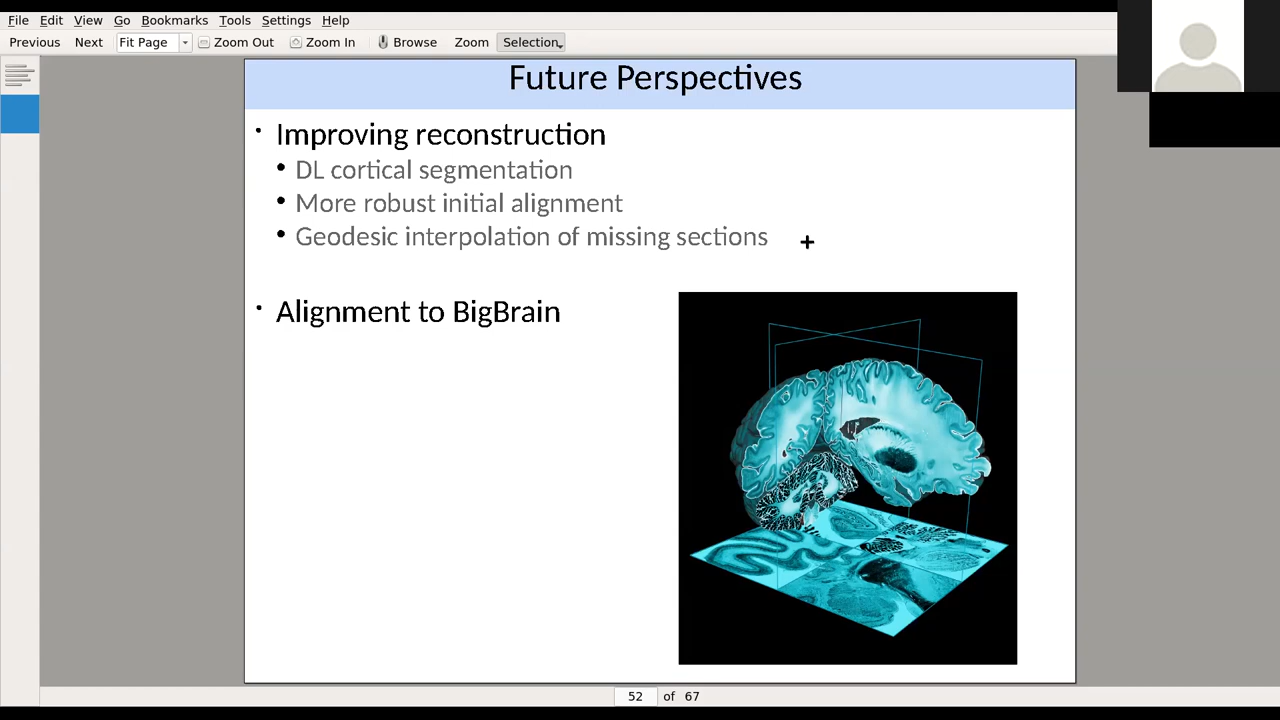 File Edit View Go Bookmarks Tools Settings Help
Previous Next Fit Page Zoom Out Zoom In Browse Zoom Selection
Future Perspectives
• Improving reconstruction
• DL cortical segmentation
• More robust initial alignment
• Geodesic interpolation of missing sections
• Alignment to BigBrain
52 of 67